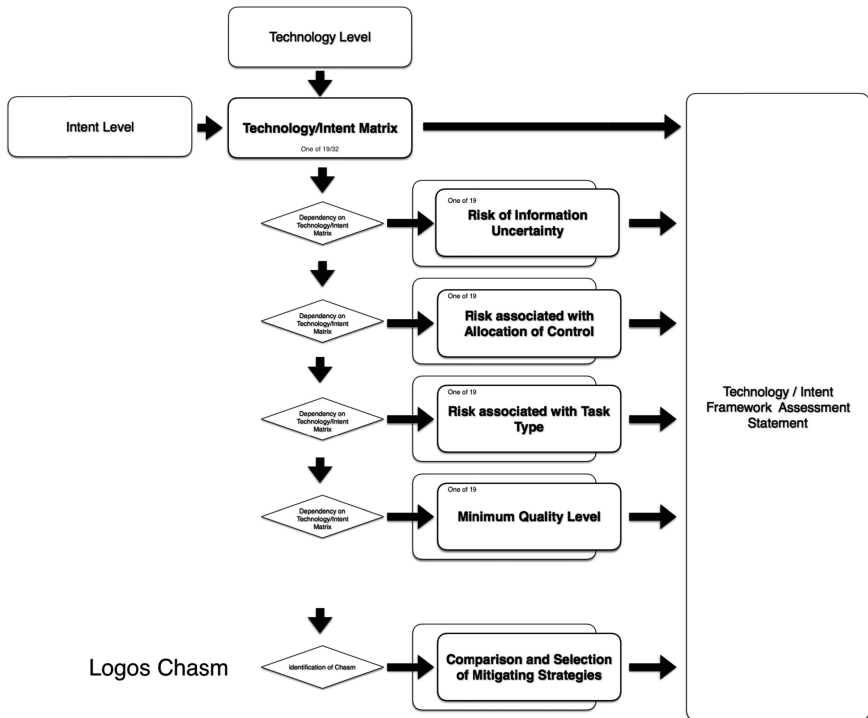 Technology Level
Intent Level
Technology/Intent Matrix
One of 19/32
Dependency on
Technology/Intent
Matrix
One of 19
Risk of Information
Uncertainty
Dependency on
Technology/Intent
Matrix
One of 19
Risk associated with
Allocation of Control
Dependency on
Technology/Intent
Matrix
One of 19
Risk associated with Task
Type
Technology / Intent
Framework Assessment
Statement
Dependency on
Technology/Intent
Matrix
One of 19
Minimum Quality Level
Logos Chasm
identification of Chasm
Comparison and Selection
of Mitigating Strategies